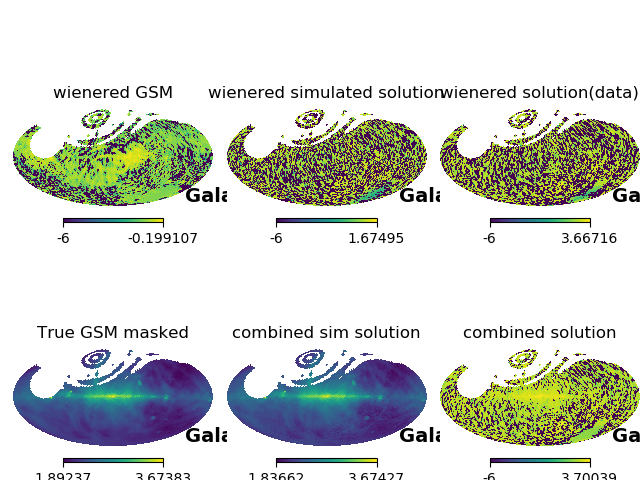 wienered GSM
wienered simulated solution
wienered solution(data)
Gala
Gala
Ga
-6 -0.199107
-6 1.67495
-6 3.66716
True GSM masked
combined sim solution
combined solution
Gala
Gala
Ga
1.89237 3.67383
1.83662 3.67427
-6 3.70039